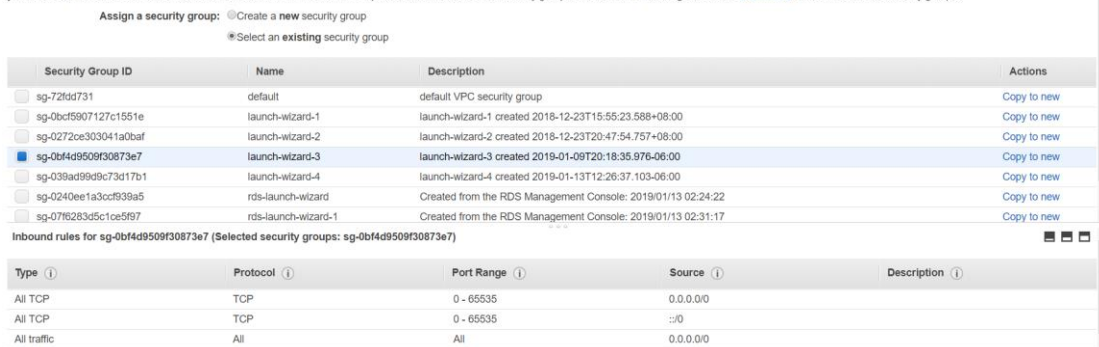 Assign a security group: Create a new security group
Select an existing security group
Security Group ID Name Description Actions
sg-72fdd731 default default VPC security group Copy to new
sg-0bcf5907127c1551e launch-wizard-1 launch-wizard-1 created 2018-12-23T15:55:23.588+08:00 Copy to new
sg-0272ce303041a0baf launch-wizard-2 launch-wizard-2 created 2018-12-23T20:47:54.757+08:00 Copy to new
sg-0bf4d9509f30873e7 launch-wizard-3 launch-wizard-3 created 2019-01-09T20:18:35.976-06:00 Copy to new
sg-039ad99d9c73d17b1 launch-wizard-4 launch-wizard-4 created 2019-01-13T12:26:37.103-06:00 Copy to new
sg-0240ee1a3ccf939a5 rds-launch-wizard Created from the RDS Management Console: 2019/01/13 02:24:22 Copy to new
sg-07f6283d5c1ce5f97 rds-launch-wizard-1 Created from the RDS Management Console: 2019/01/13 02:31:17 Copy to new
Inbound rules for sg-0bf4d9509f30873e7 (Selected security groups: sg-0bf4d9509f30873e7)
Type i Protocol i Port Range i Source i Description i
All TCP TCP 0 - 65535 0.0.0.0/0
All TCP TCP 0 - 65535 ::/0
All traffic All All 0.0.0.0/0